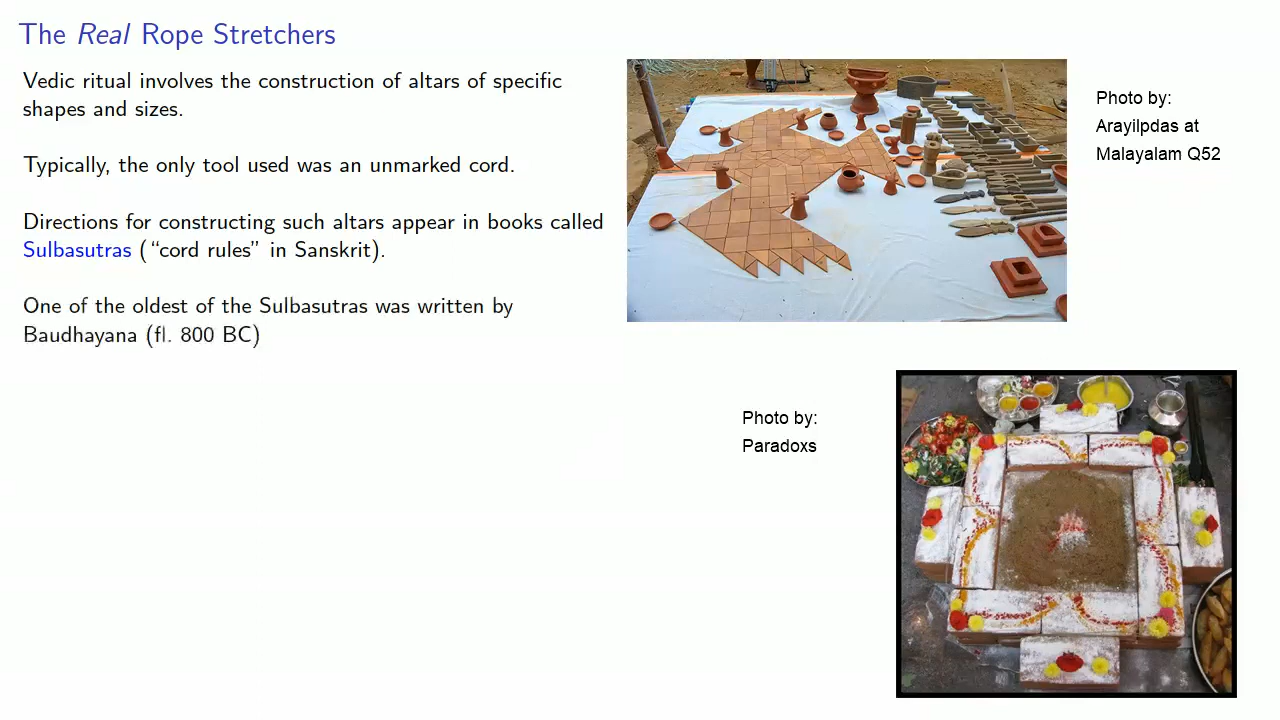 The Real Rope Stretchers
Vedic ritual involves the construction of altars of specific
shapes and sizes.
Typically, the only tool used was an unmarked cord.
Directions for constructing such altars appear in books called
Sulbasutras (“cord rules” in Sanskrit).
One of the oldest of the Sulbasutras was written by
Baudhayana (fl. 800 BC)
Photo by:
Arayilpdas at
Malayalam Q52
Photo by:
Paradoxs